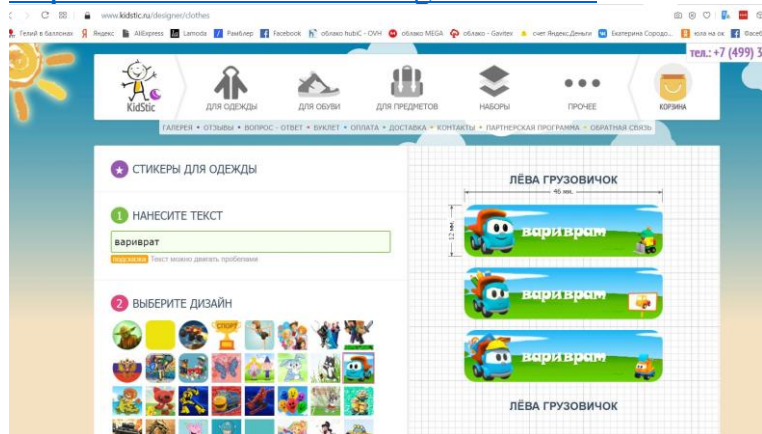 www.kidstic.ru/designer/clothes
Гелий в баллонах Яндекс AliExpress Lamoda Рамблер Facebook облако hubiC - OVH облако MEGA облако - Gavitex счет Яндекс.Деньги Екатерина Сородо... юла на ок
тел.: +7 (499) 3
KidStic
ДЛЯ ОДЕЖДЫ ДЛЯ ОБУВИ ДЛЯ ПРЕДМЕТОВ НАБОРЫ ПРОЧЕЕ КОРЗИНА
ГАЛЕРЕЯ • ОТЗЫВЫ • ВОПРОС - ОТВЕТ • БУКЛЕТ • ОПЛАТА • ДОСТАВКА • КОНТАКТЫ • ПАРТНЕРСКАЯ ПРОГРАММА • ОБРАТНАЯ СВЯЗЬ
СТИКЕРЫ ДЛЯ ОДЕЖДЫ
1 НАНЕСИТЕ ТЕКСТ
вариврат
подсказка Текст можно двигать пробелами
2 ВЫБЕРИТЕ ДИЗАЙН
СПОРТ
ЛЁВА ГРУЗОВИЧОК
46 мм.
12 мм.
вариврат
вариврат
вариврат
ЛЁВА ГРУЗОВИЧОК